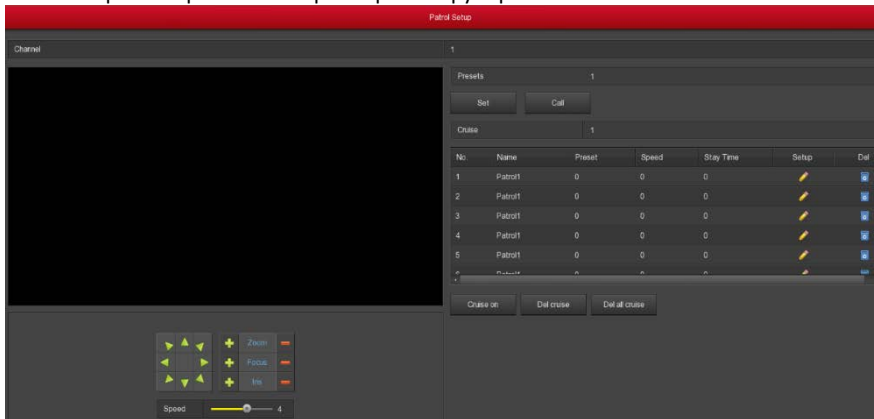 Patrol Setup
Channel 1
Presets 1
Set Call
Cruise 1
No Name Preset Speed Stay Time Setup Del
1 Patrol1 0 0 0
2 Patrol1 0 0 0
3 Patrol1 0 0 0
4 Patrol1 0 0 0
5 Patrol1 0 0 0
Cruise on Del cruise Del all cruise
Zoom
Focus
Iris
Speed 4